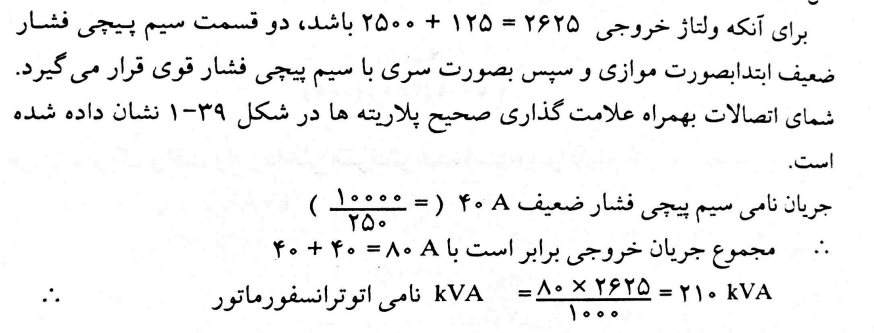 برای آنکه ولتاژ خروجی ۲۶۲۵ = ۱۲۵ + ۲۵۰۰ باشد، دو قسمت سیم پیچی فشار
ضعیف ابتدابصورت موازی و سپس بصورت سری با سیم پیچی فشار قوی قرار می گیرد.
شمای اتصالات بهمراه علامت گذاری صحیح پلاریته ها در شکل ۳۹-۱ نشان داده شده
است.
جریان نامی سیم پیچی فشار ضعیف ۴۰ A ( = ۱۰۰۰۰/۲۵۰ )
∴ مجموع جریان خروجی برابر است با ۴۰ + ۴۰ = ۸۰ A
∴ نامی اتوترانسفورماتور kVA = ۸۰ × ۲۶۲۵/۱۰۰۰ = ۲۱۰ kVA